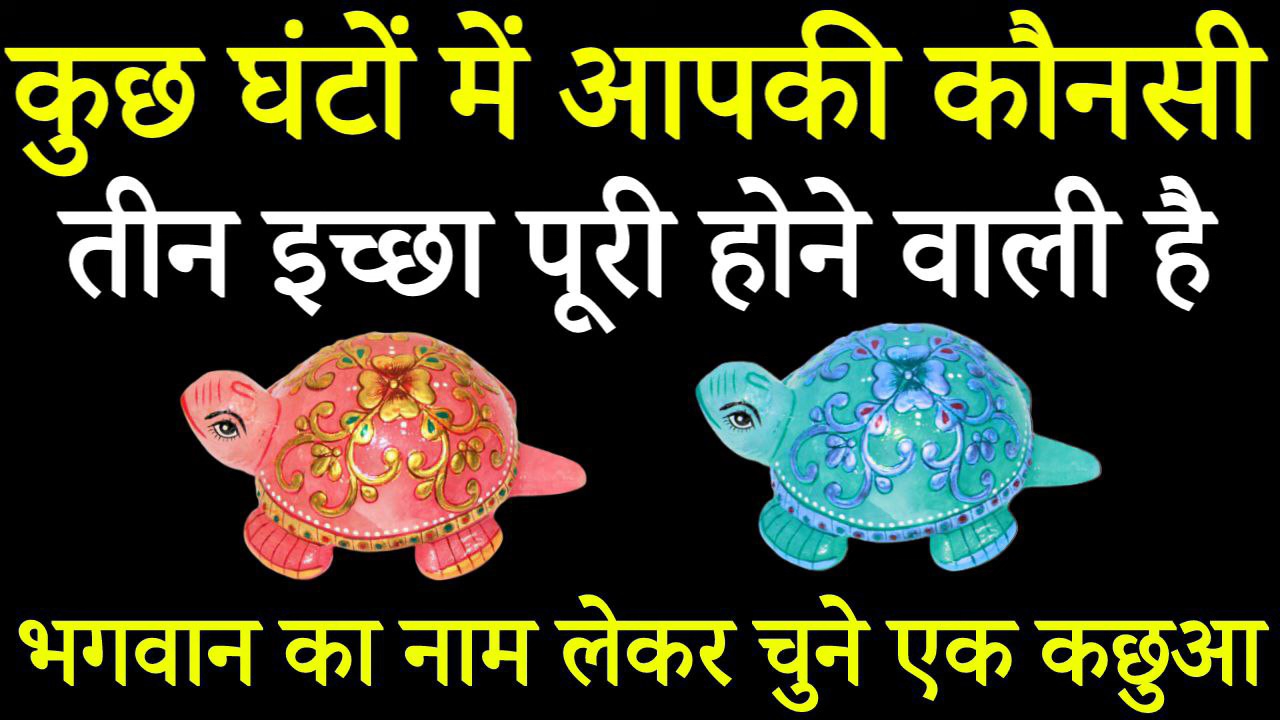 कुछ घंटों में आपकी कौनसी
तीन इच्छा पूरी होने वाली है
भगवान का नाम लेकर चुने एक कछुआ